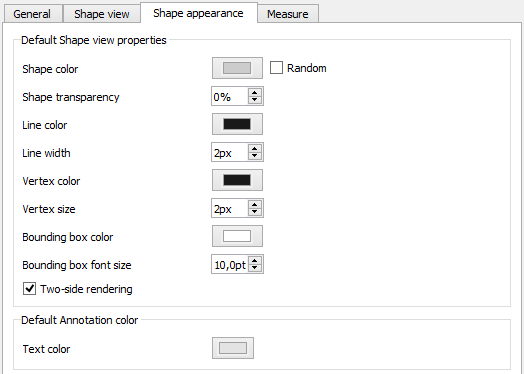 General Shape view Shape appearance Measure
Default Shape view properties
Shape color Random
Shape transparency 0%
Line color
Line width 2px
Vertex color
Vertex size 2px
Bounding box color
Bounding box font size 10,0pt
Two-side rendering
Default Annotation color
Text color